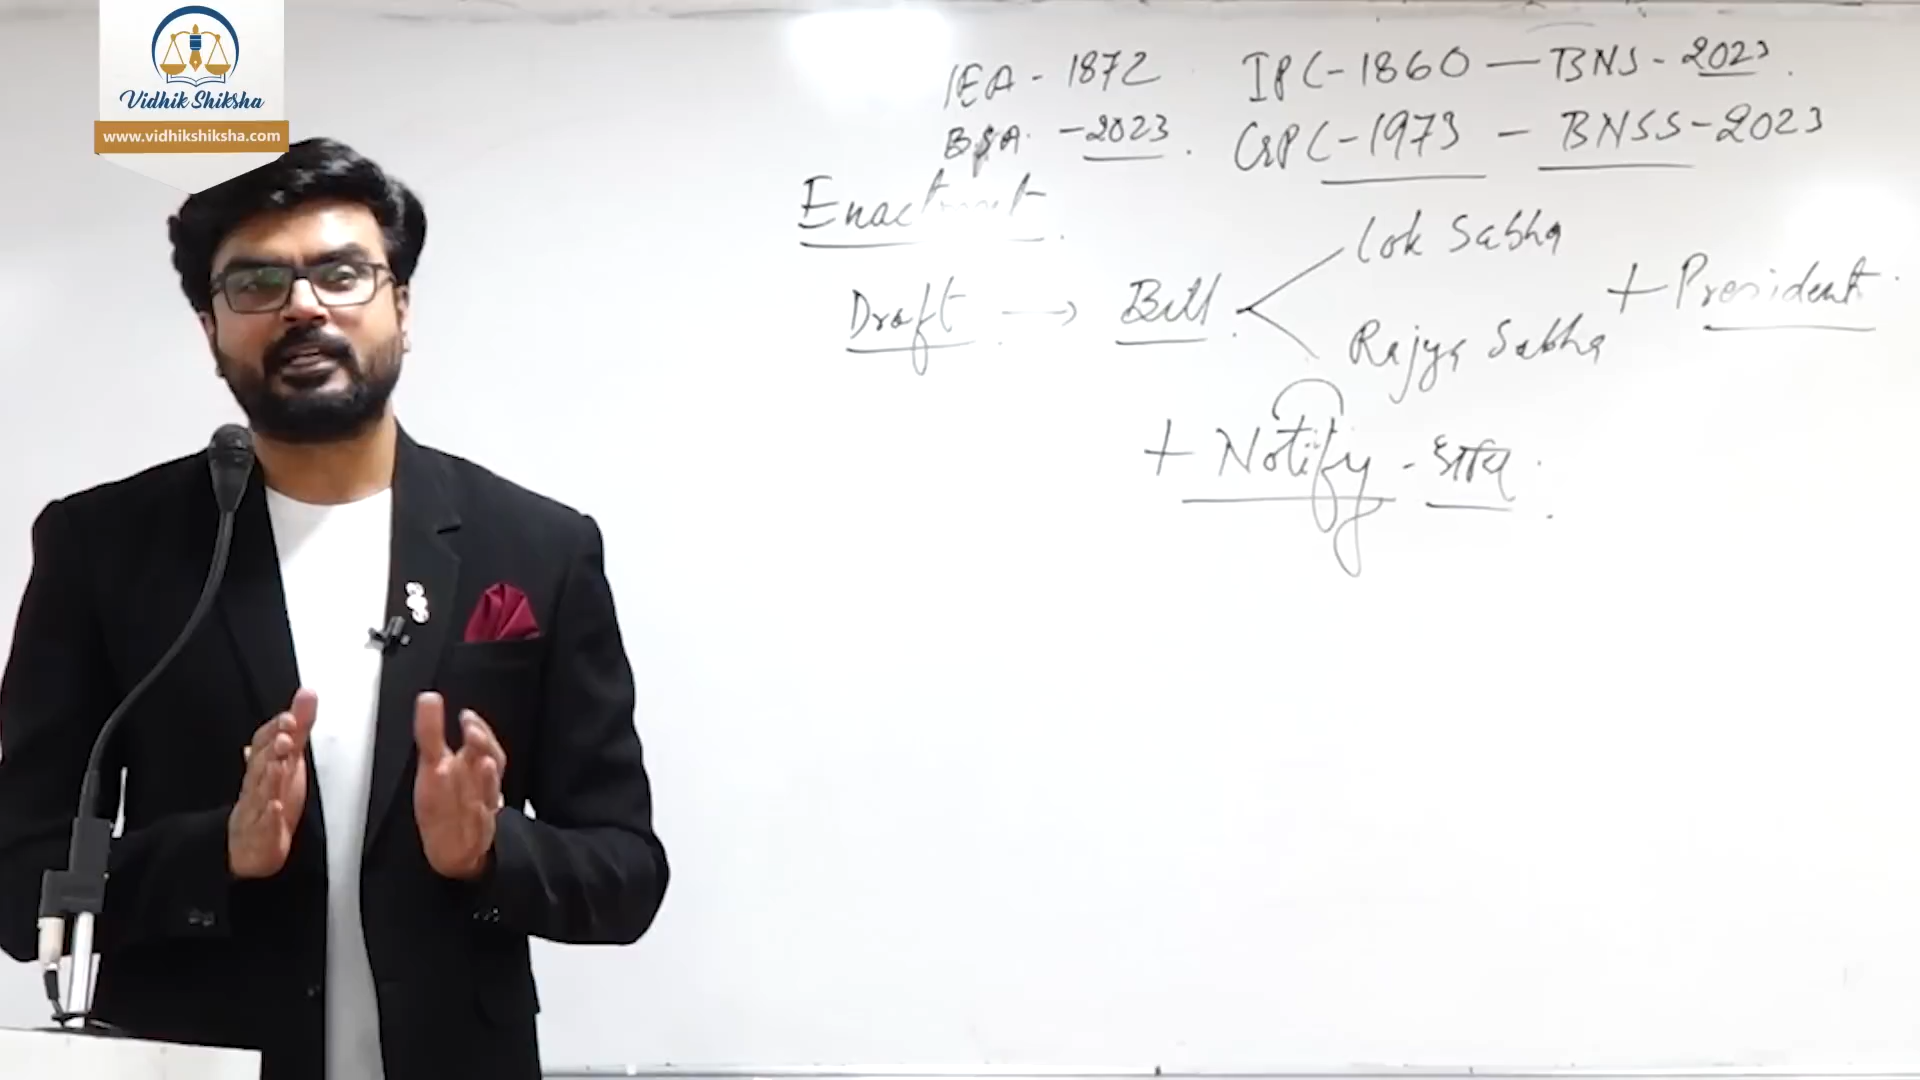 Vidhik Shiksha
www.vidhikshiksha.com
IEA - 1872 IPC - 1860 — BNS - 2023.
BSA. - 2023. CrPC - 1973 - BNSS - 2023
Enactment.
Draft → Bill Lok Sabha
Rajya Sabha + President
+ Notify -